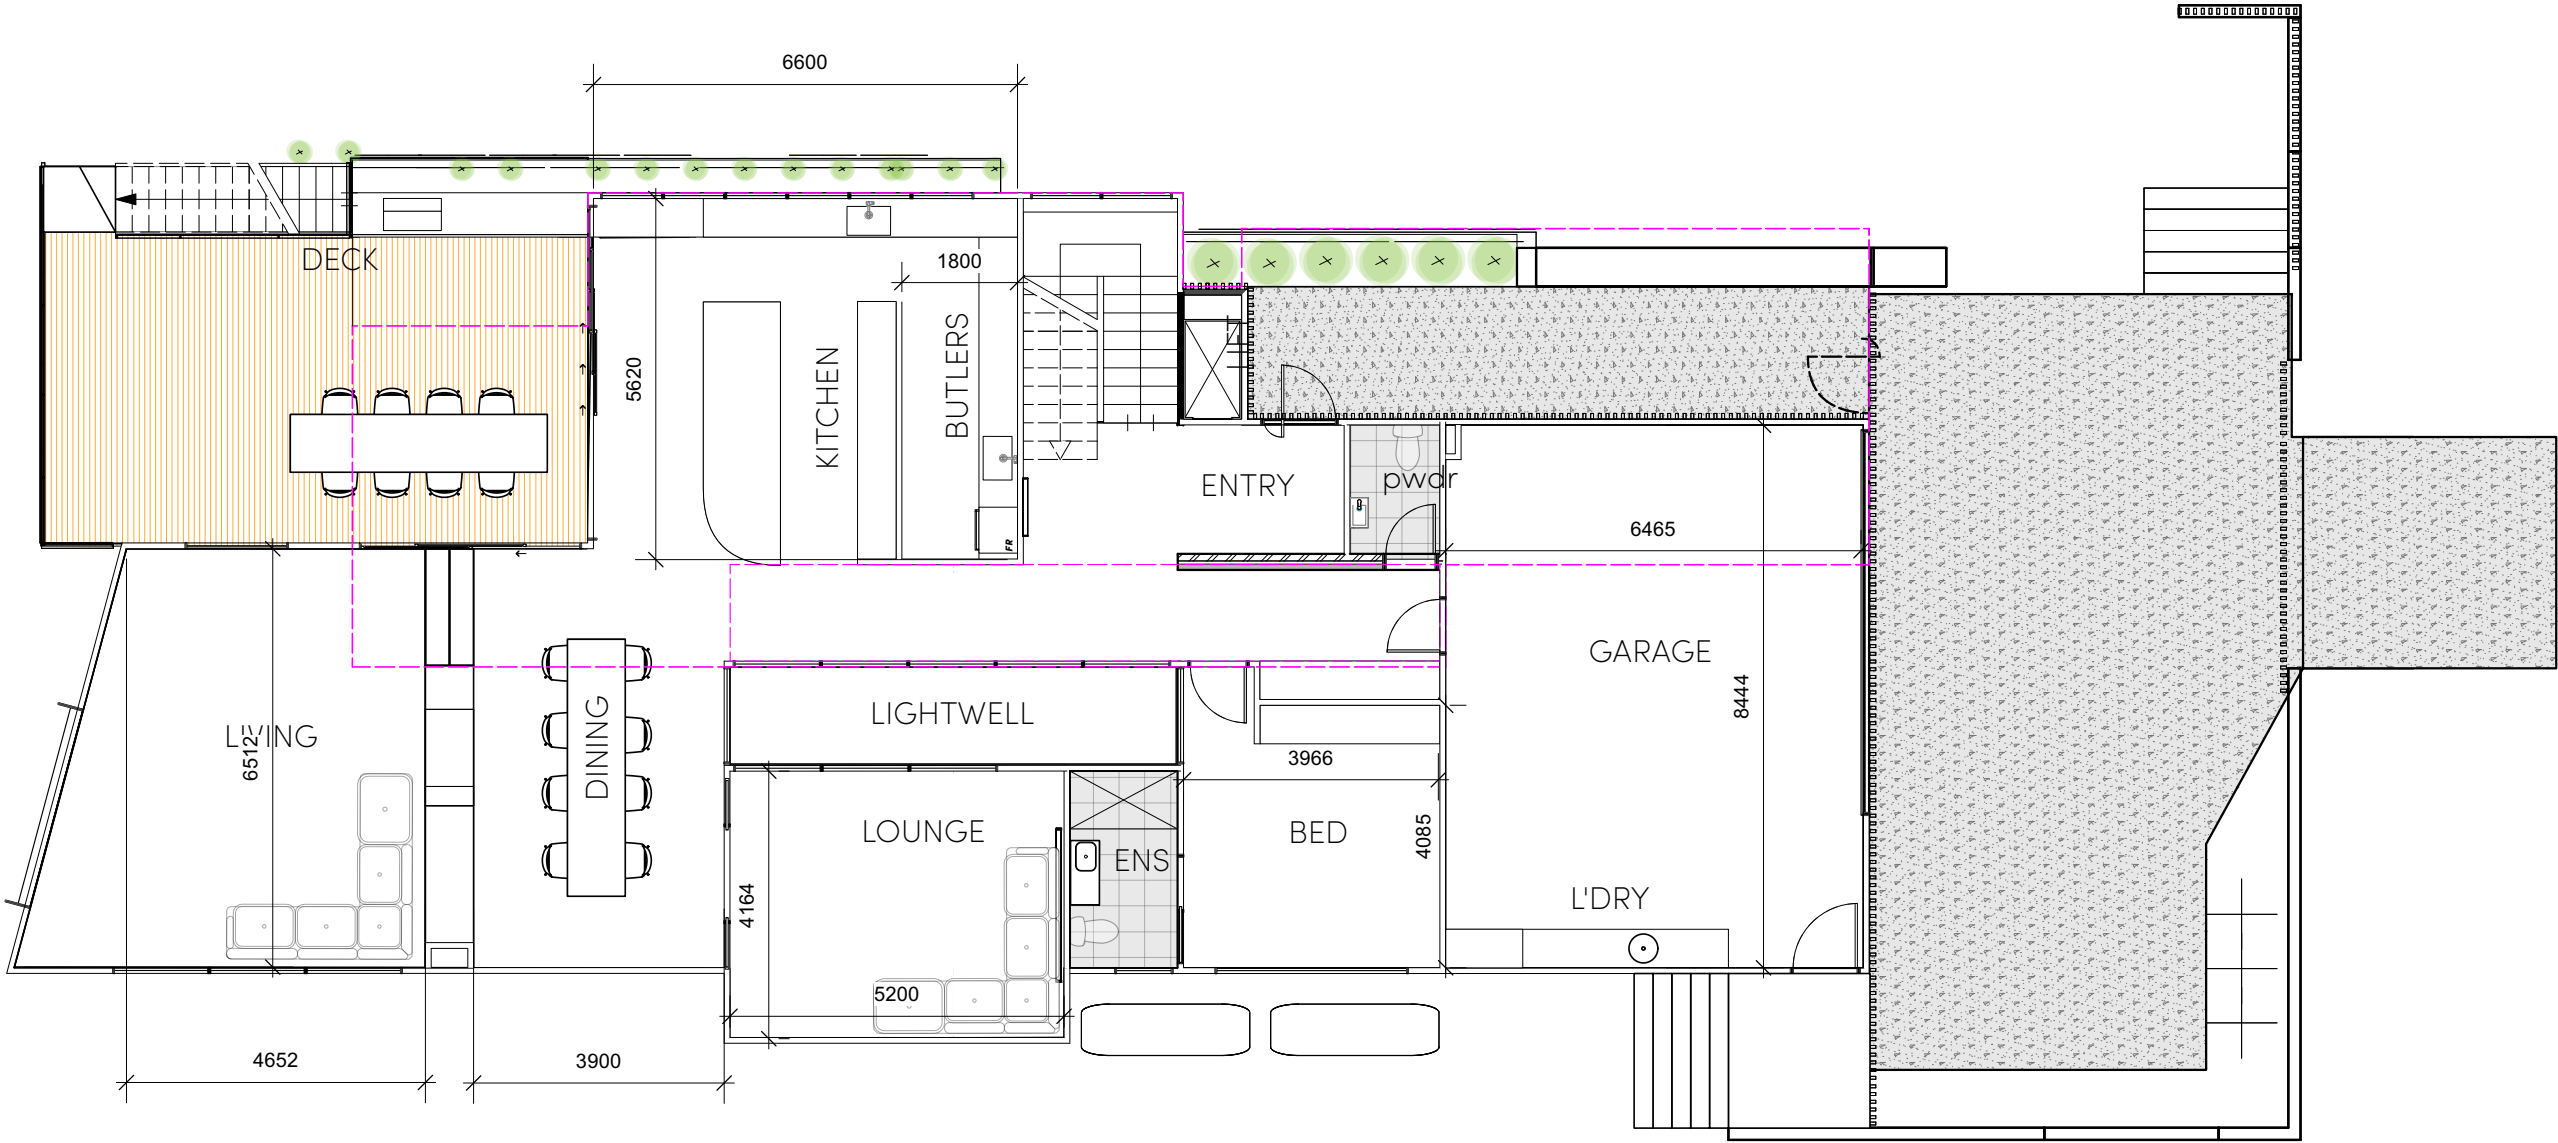 6600
DECK
1800
5620
KITCHEN
BUTLERS
ENTRY
pwdr
6465
FR
GARAGE
8444
LIVING
6512
DINING
LIGHTWELL
3966
LOUNGE
BED
4085
ENS
4164
L'DRY
5200
4652
3900